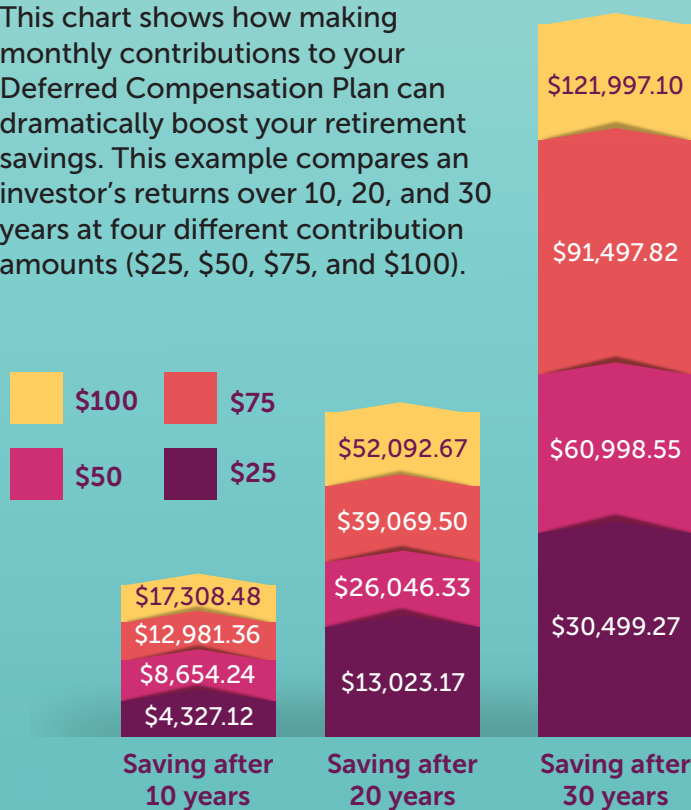 This chart shows how making
monthly contributions to your
Deferred Compensation Plan can
dramatically boost your retirement
savings. This example compares an
investor’s returns over 10, 20, and 30
years at four different contribution
amounts ($25, $50, $75, and $100).
$100
$75
$50
$25
$17,308.48
$12,981.36
$8,654.24
$4,327.12
Saving after
10 years
$52,092.67
$39,069.50
$26,046.33
$13,023.17
Saving after
20 years
$121,997.10
$91,497.82
$60,998.55
$30,499.27
Saving after
30 years